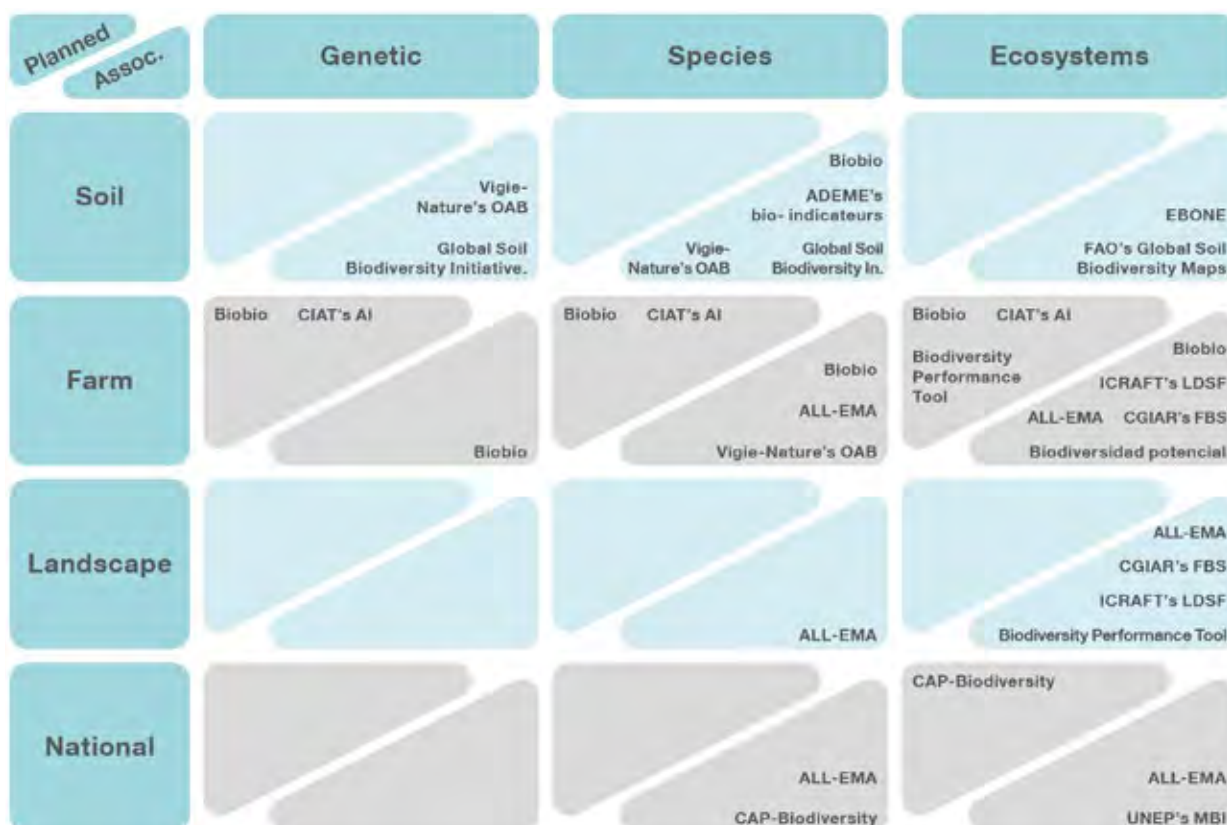 Planned
Assoc.
Genetic
Species
Ecosystems
Soil
Vigie-
Nature's OAB
Global Soil
Biodiversity Initiative.
Biobio
ADEME's
bio- indicateurs
Vigie-
Nature's OAB
Global Soil
Biodiversity In.
EBONE
FAO's Global Soil
Biodiversity Maps
Farm
Biobio CIAT's AI
Biobio
Biobio CIAT's AI
Biobio
ALL-EMA
Vigie-Nature's OAB
Biobio CIAT's AI
Biodiversity
Performance
Tool
Biobio
ICRAFT's LDSF
ALL-EMA CGIAR's FBS
Biodiversidad potencial
Landscape
ALL-EMA
ALL-EMA
CGIAR's FBS
ICRAFT's LDSF
Biodiversity Performance Tool
National
ALL-EMA
CAP-Biodiversity
CAP-Biodiversity
ALL-EMA
UNEP's MBI